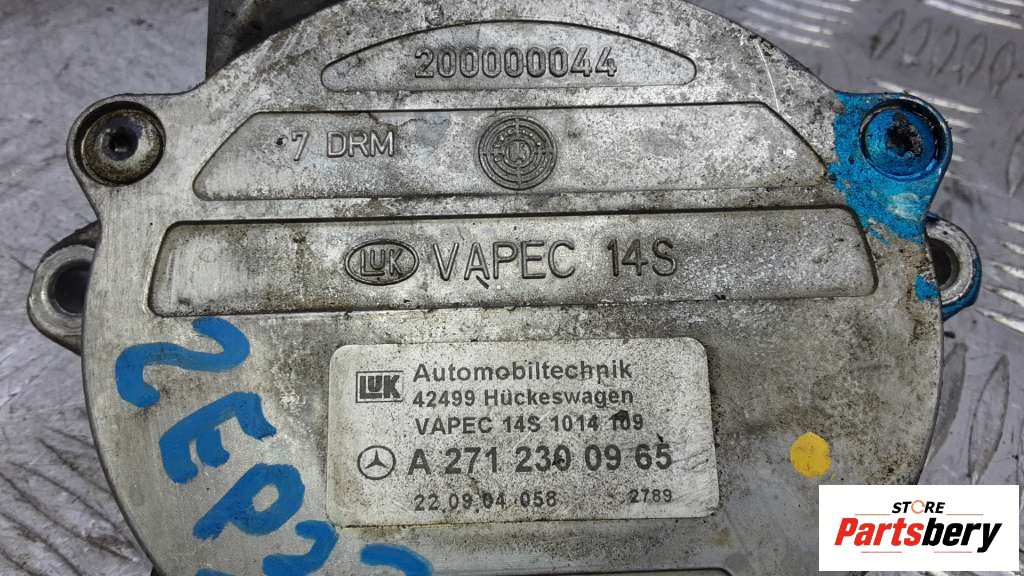 200000044
7 DRM
LUK VAPEC 14S
LUK Automobiltechnik
42499 Hückeswagen
VAPEC 14S 1014 109
A 271 230 09 65
22.09.04 058 2789
ZEP
STORE
Partsbery